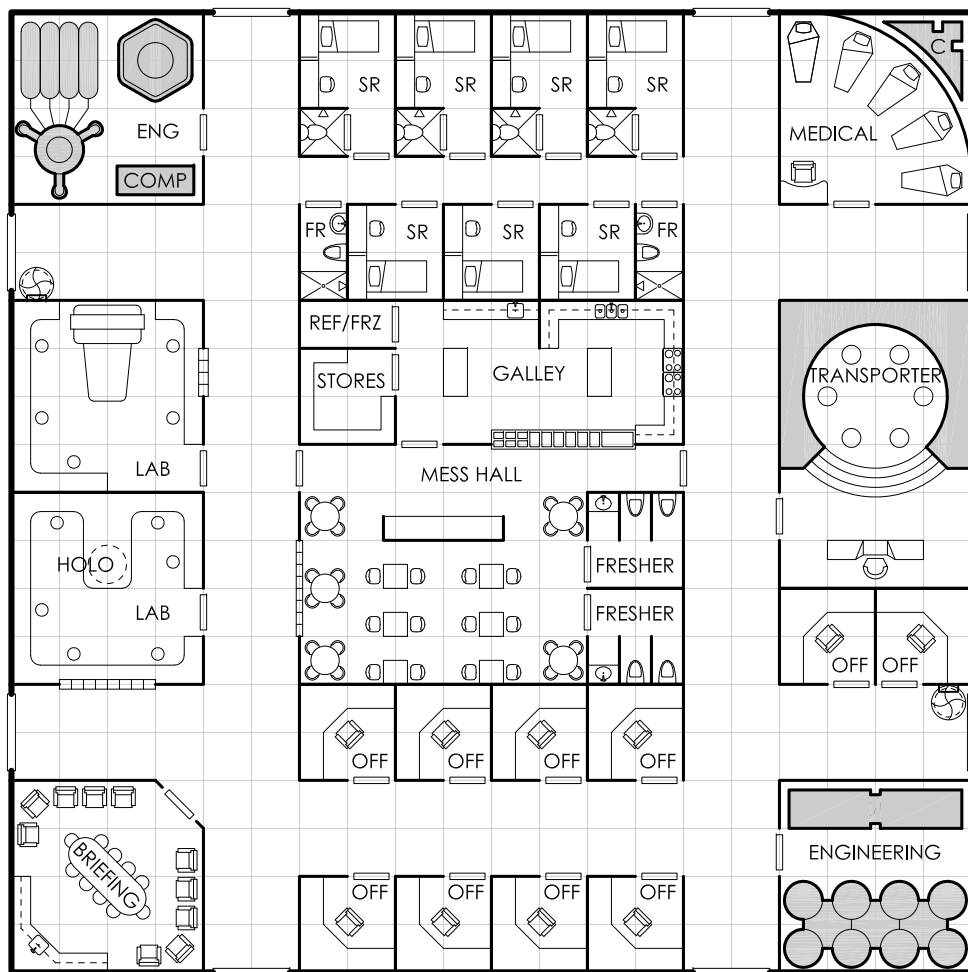 SR
SR
SR
SR
C
ENG
MEDICAL
COMP
FR
SR
SR
SR
FR
REF/FRZ
STORES
GALLEY
TRANSPORTER
LAB
MESS HALL
HOLO
FRESHER
LAB
FRESHER
OFF
OFF
OFF
OFF
OFF
OFF
BRIEFING
ENGINEERING
OFF
OFF
OFF
OFF